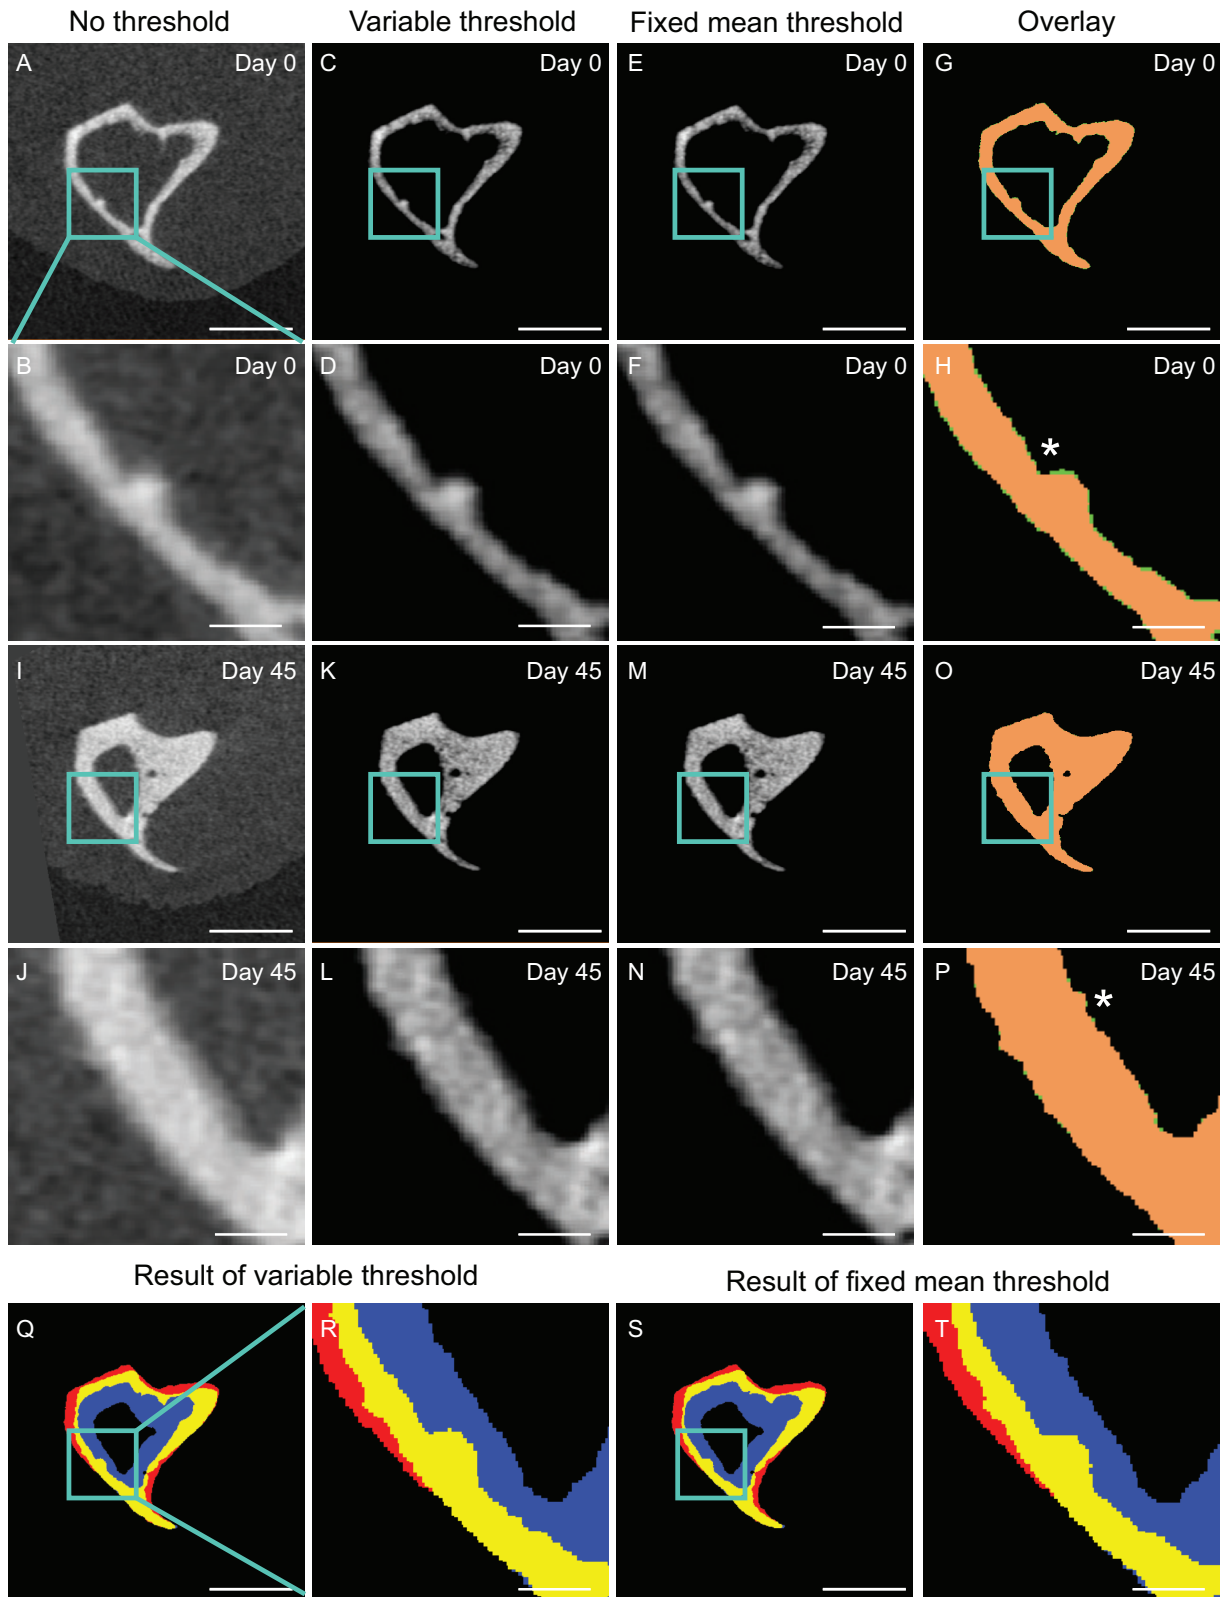 No threshold Variable threshold Fixed mean threshold Overlay
A Day 0 C Day 0 E Day 0 G Day 0
B Day 0 D Day 0 F Day 0 H Day 0
*
I Day 45 K Day 45 M Day 45 O Day 45
J Day 45 L Day 45 N Day 45 P Day 45
*
Result of variable threshold Result of fixed mean threshold
Q R S T